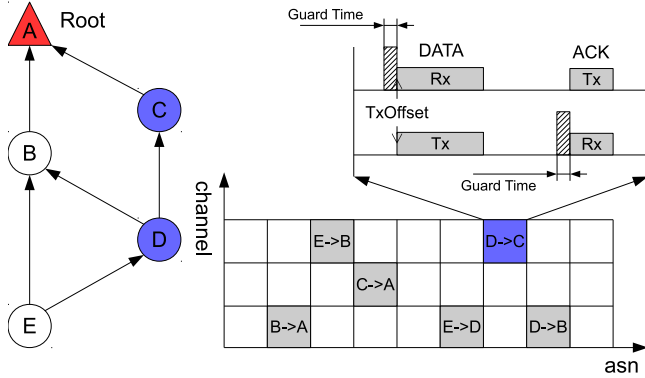 A Root
C
B
D
E
Guard Time
DATA
ACK
Rx
Tx
TxOffset
Tx
Rx
Guard Time
channel
E->B
D->C
C->A
B->A
E->D
D->B
asn